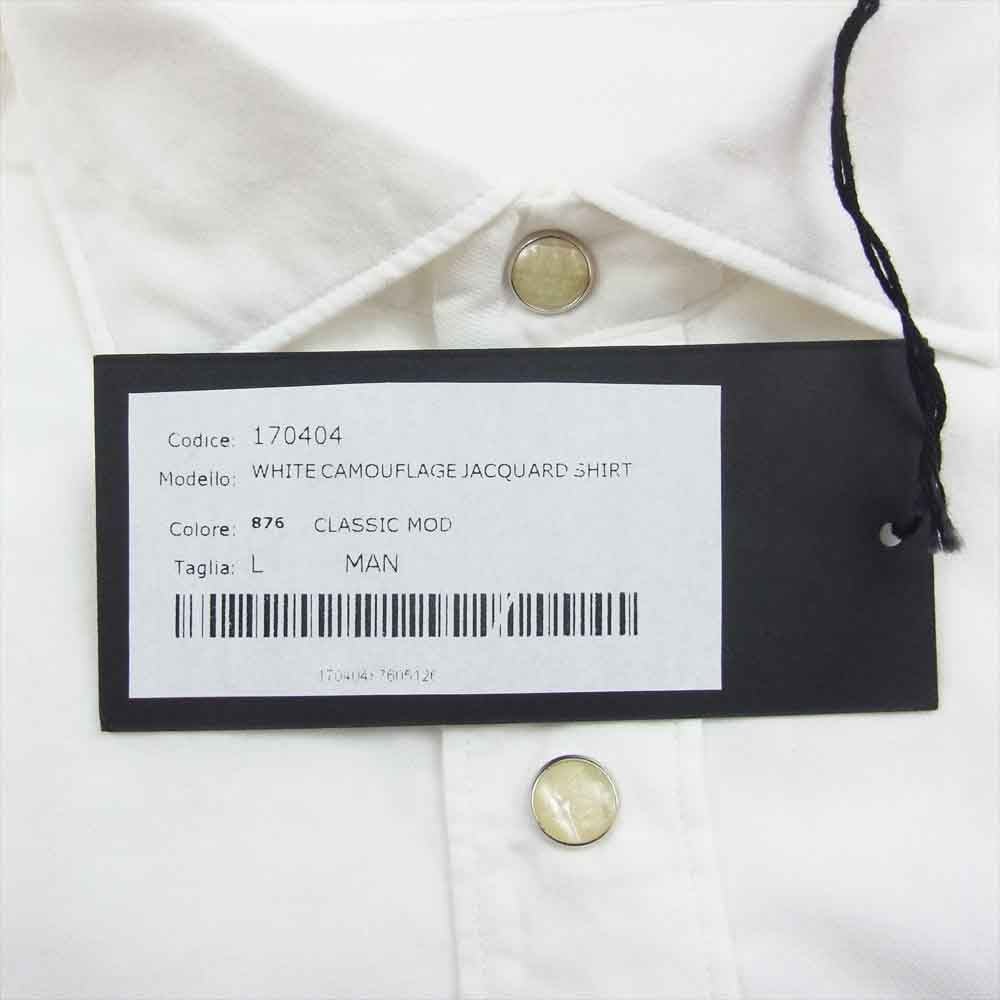 Codice: 170404
Modello: WHITE CAMOUFLAGE JACQUARD SHIRT
Colore: 876 CLASSIC MOD
Taglia: L MAN